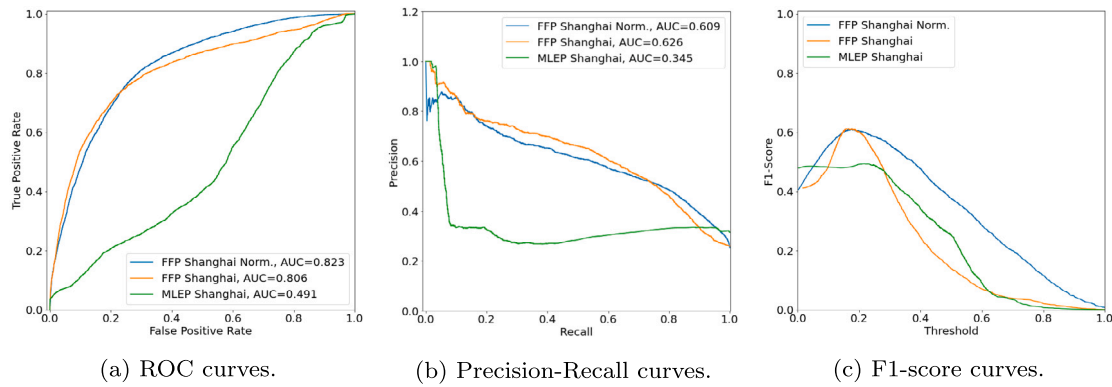 1.0
0.8
0.6
0.4
0.2
0.0
True Positive Rate
FFP Shanghai Norm., AUC=0.823
FFP Shanghai, AUC=0.806
MLEP Shanghai, AUC=0.491
0.0 0.2 0.4 0.6 0.8 1.0
False Positive Rate
(a) ROC curves.
1.2
1.0
0.8
0.6
0.4
0.2
0.0
Precision
FFP Shanghai Norm., AUC=0.609
FFP Shanghai, AUC=0.626
MLEP Shanghai, AUC=0.345
0.0 0.2 0.4 0.6 0.8 1.0
Recall
(b) Precision-Recall curves.
1.0
0.8
0.6
0.4
0.2
0.0
F1-Score
FFP Shanghai Norm.
FFP Shanghai
MLEP Shanghai
0.0 0.2 0.4 0.6 0.8 1.0
Threshold
(c) F1-score curves.